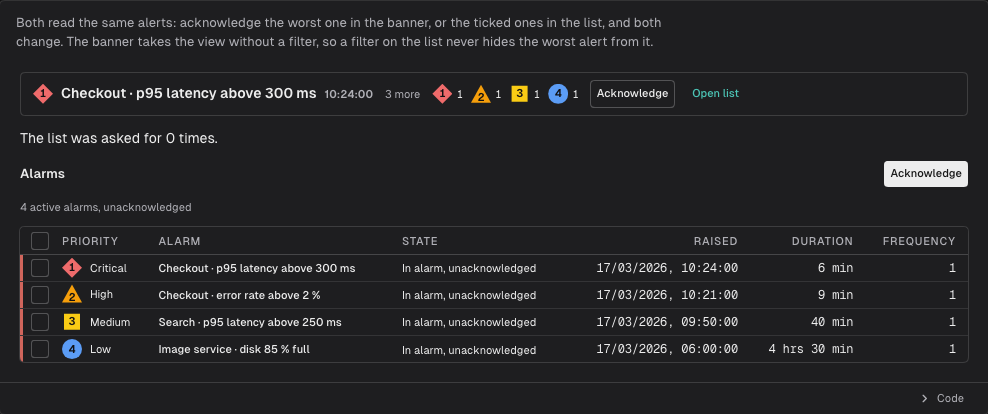 Both read the same alerts: acknowledge the worst one in the banner, or the ticked ones in the list, and both
change. The banner takes the view without a filter, so a filter on the list never hides the worst alert from it.
1 Checkout · p95 latency above 300 ms 10:24:00 3 more 1 1 2 1 3 1 4 1 Acknowledge Open list
The list was asked for 0 times.
Alarms Acknowledge
4 active alarms, unacknowledged
PRIORITY ALARM STATE RAISED DURATION FREQUENCY
1 Critical Checkout · p95 latency above 300 ms In alarm, unacknowledged 17/03/2026, 10:24:00 6 min 1
2 High Checkout · error rate above 2 % In alarm, unacknowledged 17/03/2026, 10:21:00 9 min 1
3 Medium Search · p95 latency above 250 ms In alarm, unacknowledged 17/03/2026, 09:50:00 40 min 1
4 Low Image service · disk 85 % full In alarm, unacknowledged 17/03/2026, 06:00:00 4 hrs 30 min 1
Code